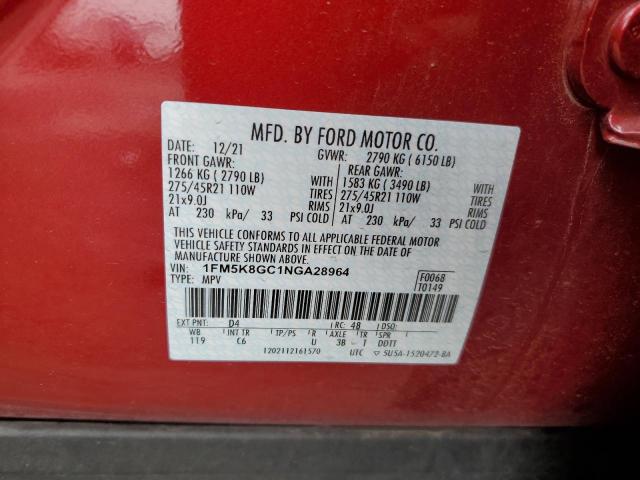 MFD. BY FORD MOTOR CO.
DATE: 12/21 GVWR: 2790 KG ( 6150 LB)
FRONT GAWR: REAR GAWR:
1266 KG ( 2790 LB) WITH 1583 KG ( 3490 LB) WITH
275/45R21 110W TIRES 275/45R21 110W TIRES
21x9.0J RIMS 21x9.0J RIMS
AT 230 kPa/ 33 PSI COLD AT 230 kPa/ 33 PSI COLD
THIS VEHICLE CONFORMS TO ALL APPLICABLE FEDERAL MOTOR
VEHICLE SAFETY STANDARDS IN EFFECT ON THE DATE OF MANUFACTURE SHOWN ABOVE.
VIN: 1FM5K8GC1NGA28964
TYPE: MPV
F0068
T0149
EXT PNT: D4 RC: 48 DSO:
WB INT TR TP/PS R AXLE TR SPR
119 C6 U 3B T DDTT
1202112161570 UTC ▽ 5U5A-1520472-BA